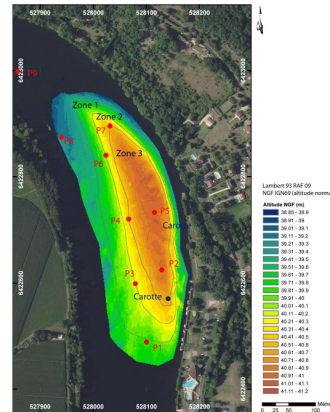 527900 528000 528100 528200
6423000
6423000
P9
Zone 1
Zone 2
P7
P8
P6
Zone 3
6422800
6422800
P5
P4
P2
P3
Carotte
6422600
6422600
P1
6422400
527900 528000 528100 528200
Lambert 93 RAF 09
NGF IGN69 (altitude norma
Altitude NGF (m)
38.85 - 38.9
38.91 - 39
39.01 - 39.1
39.11 - 39.2
39.21 - 39.3
39.31 - 39.4
39.41 - 39.5
39.51 - 39.6
39.61 - 39.7
39.71 - 39.8
39.81 - 39.9
39.91 - 40
40.01 - 40.1
40.11 - 40.2
40.21 - 40.3
40.31 - 40.4
40.41 - 40.5
40.51 - 40.6
40.61 - 40.7
40.71 - 40.8
40.81 - 40.9
40.91 - 41
41.01 - 41.1
41.11 - 41.2
0 25 50 100